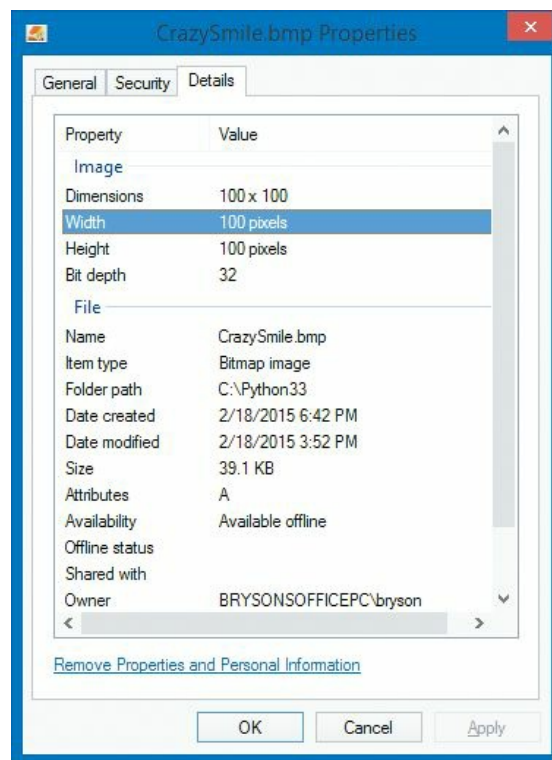 CrazySmile.bmp Properties
General Security Details
Property Value
Image
Dimensions 100 x 100
Width 100 pixels
Height 100 pixels
Bit depth 32
File
Name CrazySmile.bmp
Item type Bitmap image
Folder path C:\Python33
Date created 2/18/2015 6:42 PM
Date modified 2/18/2015 3:52 PM
Size 39.1 KB
Attributes A
Availability Available offline
Offline status
Shared with
Owner BRYSONSOFFICEPC\bryson
Remove Properties and Personal Information
OK Cancel Apply